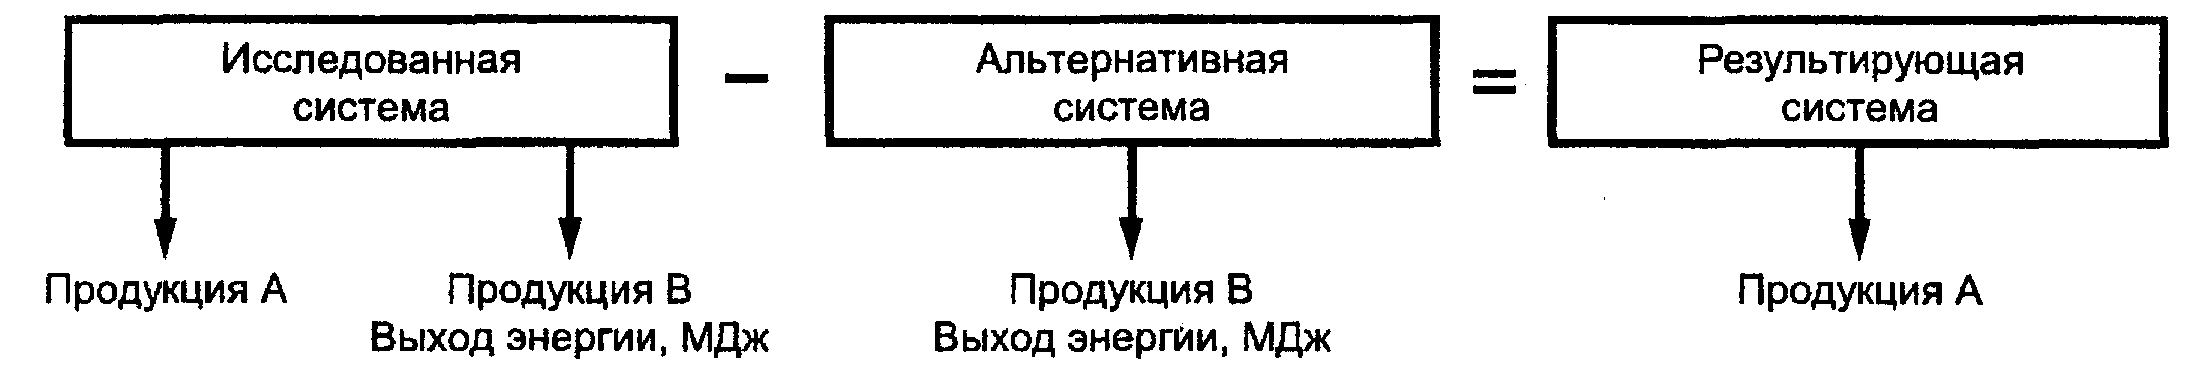 Исследованная
система
–
Альтернативная
система
=
Результирующая
система
Продукция А
Продукция В
Выход энергии, МДж
Продукция В
Выход энергии, МДж
Продукция А